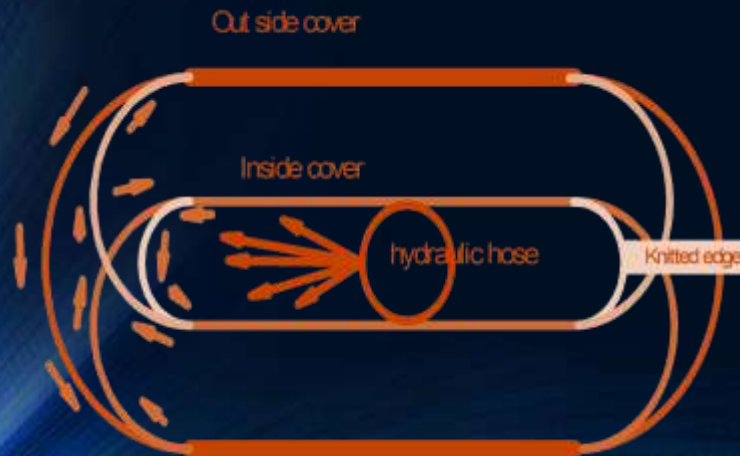 Out side cover
Inside cover
hydraulic hose
Knitted edge